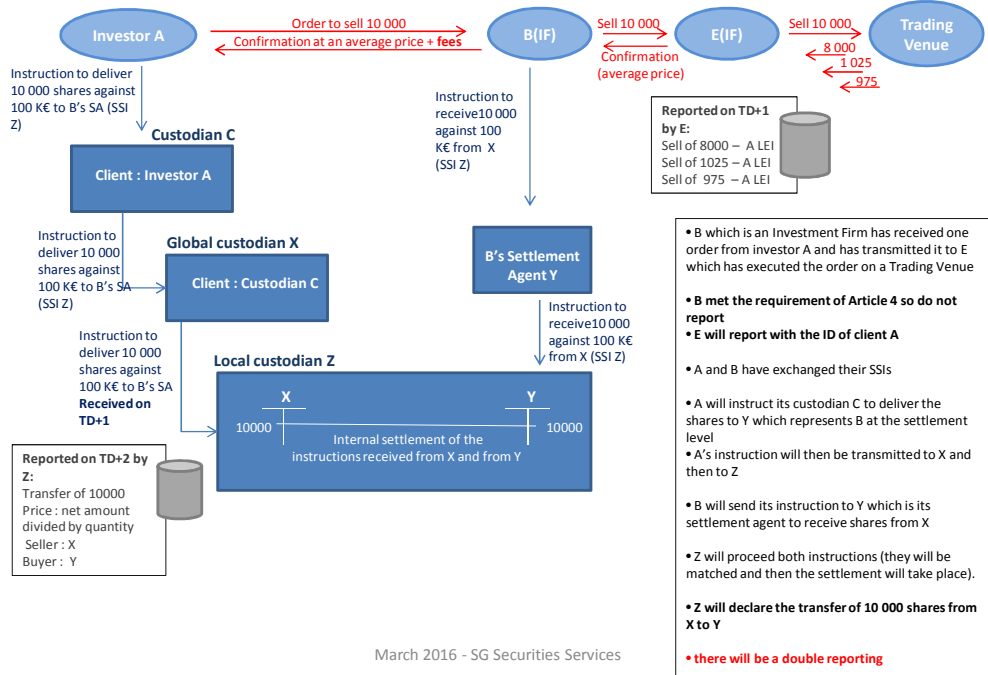 Investor A
Order to sell 10 000
Confirmation at an average price + fees
B(IF)
Sell 10 000
Confirmation
(average price)
E(IF)
Sell 10 000
8 000
1 025
975
Trading
Venue
Instruction to deliver
10 000 shares against
100 K€ to B's SA (SSI
Z)
Instruction to
receive10 000
against 100
K€ from X
(SSI Z)
Reported on TD+1
by E:
Sell of 8000 – A LEI
Sell of 1025 – A LEI
Sell of 975 – A LEI
Custodian C
Client : Investor A
Instruction to
deliver 10 000
shares against
100 K€ to B's SA
(SSI Z)
Global custodian X
Client : Custodian C
B's Settlement
Agent Y
Instruction to
deliver 10 000
shares against
100 K€ to B's SA
Received on
TD+1
Instruction to
receive10 000
against 100 K€
from X (SSI Z)
Local custodian Z
X
Y
10000
10000
Internal settlement of the
instructions received from X and from Y
Reported on TD+2 by
Z:
Transfer of 10000
Price : net amount
divided by quantity
Seller : X
Buyer : Y
• B which is an Investment Firm has received one
order from investor A and has transmitted it to E
which has executed the order on a Trading Venue
• B met the requirement of Article 4 so do not
report
• E will report with the ID of client A
• A and B have exchanged their SSIs
• A will instruct its custodian C to deliver the
shares to Y which represents B at the settlement
level
• A's instruction will then be transmitted to X and
then to Z
• B will send its instruction to Y which is its
settlement agent to receive shares from X
• Z will proceed both instructions (they will be
matched and then the settlement will take place).
• Z will declare the transfer of 10 000 shares from
X to Y
• there will be a double reporting
March 2016 - SG Securities Services